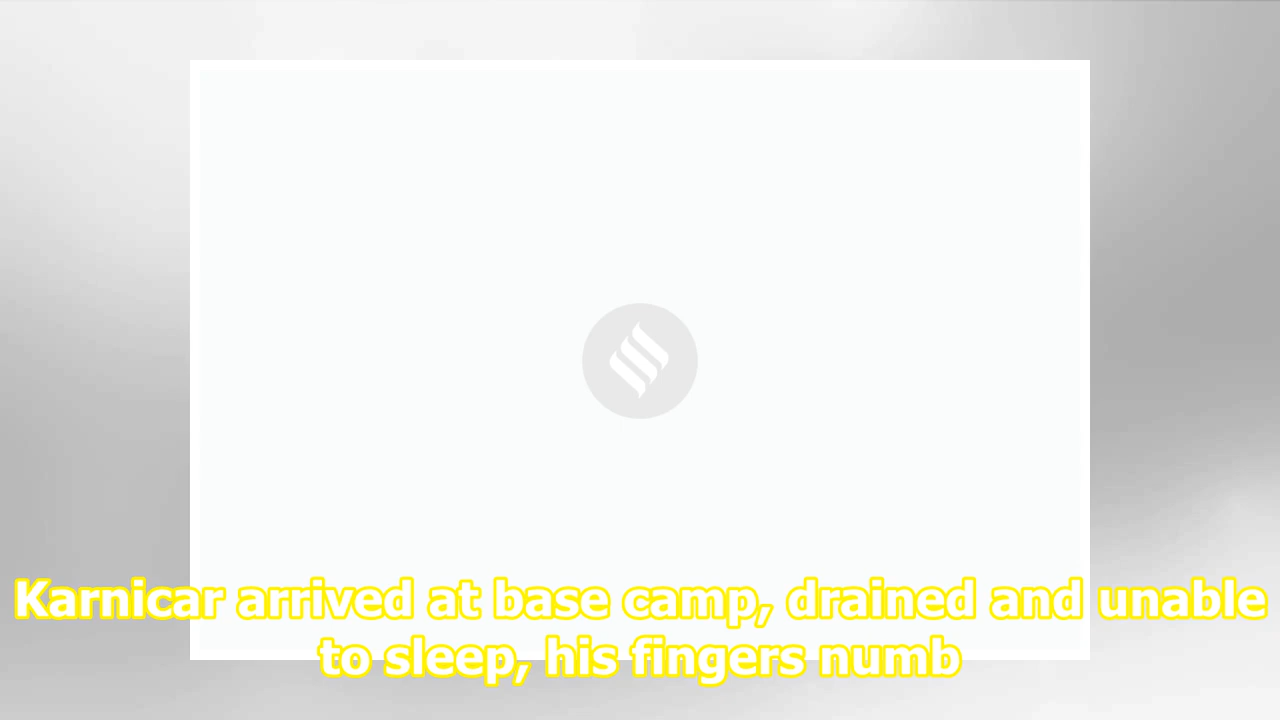 Karnicar arrived at base camp, drained and unable
to sleep, his fingers numb